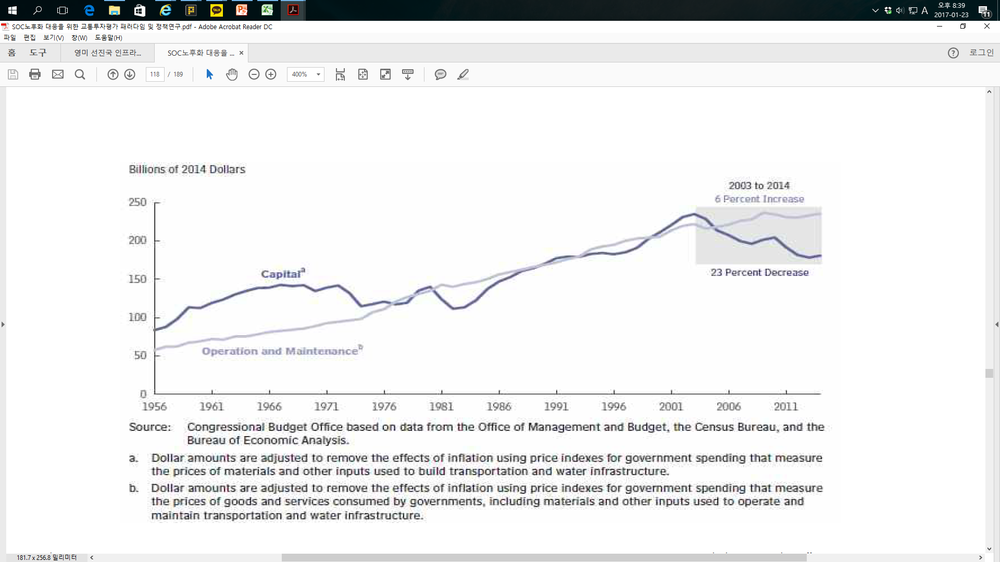 TALK
A
오후 8:39
2017-01-23
11
SOC노후화 대응을 위한 교통투자평가 패러다임 및 정책연구.pdf - Adobe Acrobat Reader DC
파일 편집 보기(V) 창(W) 도움말(H)
홈 도구 영미 선진국 인프라... SOC노후화 대응을 ... × ? 로그인
118 / 189 400%
Billions of 2014 Dollars
2003 to 2014
6 Percent Increase
250
200
150
100
50
0
Capitalᵃ
23 Percent Decrease
Operation and Maintenanceᵇ
1956 1961 1966 1971 1976 1981 1986 1991 1996 2001 2006 2011
Source: Congressional Budget Office based on data from the Office of Management and Budget, the Census Bureau, and the
Bureau of Economic Analysis.
a. Dollar amounts are adjusted to remove the effects of inflation using price indexes for government spending that measure
the prices of materials and other inputs used to build transportation and water infrastructure.
b. Dollar amounts are adjusted to remove the effects of inflation using price indexes for government spending that measure
the prices of goods and services consumed by governments, including materials and other inputs used to operate and
maintain transportation and water infrastructure.
181.7 x 256.8 밀리미터